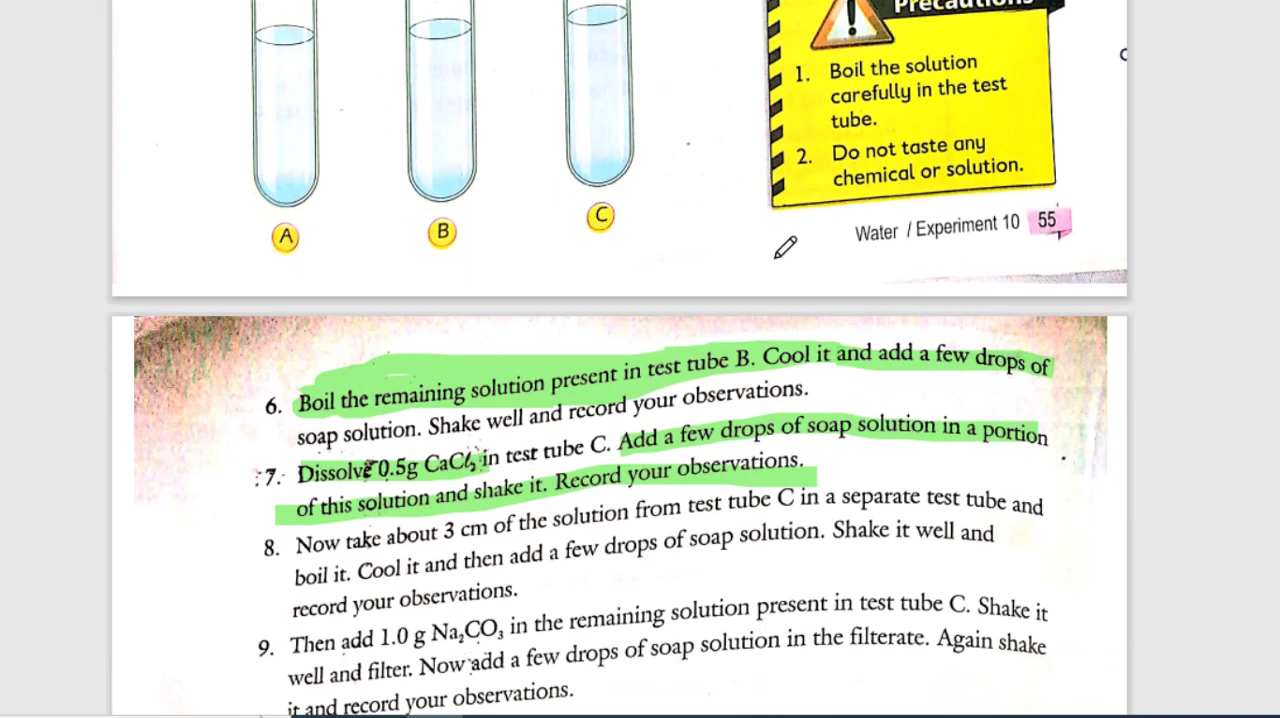 Precautions
1. Boil the solution
carefully in the test
tube.
2. Do not taste any
chemical or solution.
A
B
C
Water / Experiment 10 55
6. Boil the remaining solution present in test tube B. Cool it and add a few drops of
soap solution. Shake well and record your observations.
7. Dissolve 0.5g CaCl₂ in test tube C. Add a few drops of soap solution in a portion
of this solution and shake it. Record your observations.
8. Now take about 3 cm of the solution from test tube C in a separate test tube and
boil it. Cool it and then add a few drops of soap solution. Shake it well and
record your observations.
9. Then add 1.0 g Na₂CO₃ in the remaining solution present in test tube C. Shake it
well and filter. Now add a few drops of soap solution in the filterate. Again shake
it and record your observations.